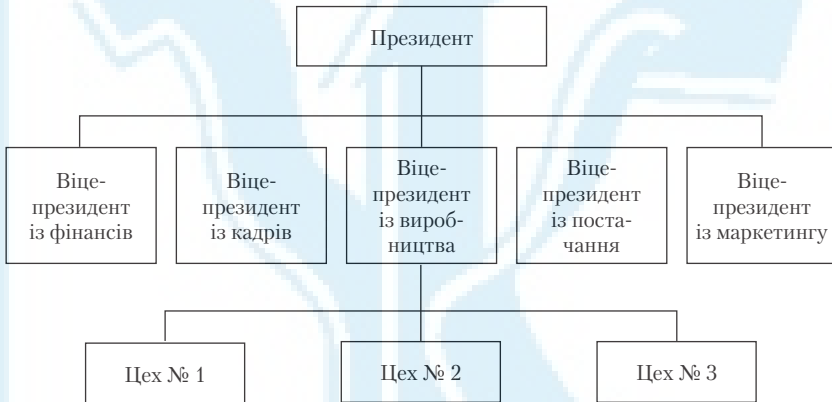 Президент
Віце-
президент
із фінансів
Віце-
президент
із кадрів
Віце-
президент
із вироб-
ництва
Віце-
президент
із поста-
чання
Віце-
президент
із маркетингу
Цех № 1
Цех № 2
Цех № 3